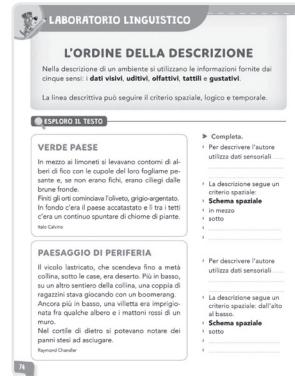 LABORATORIO LINGUISTICO
L'ORDINE DELLA DESCRIZIONE
Nella descrizione di un ambiente si utilizzano le informazioni fornite dai
cinque sensi: i dati visivi, uditivi, olfattivi, tattili e gustativi.
La linea descrittiva può seguire il criterio spaziale, logico e temporale.
ESPLORO IL TESTO
VERDE PAESE
In mezzo ai limoneti si levavano contorni di al-
beri di fico con le cupole del loro fogliame pe-
sante e, se non erano fichi, erano ciliegi dalle
brune fronde.
Finiti gli orti cominciava l'oliveto, grigio-argentato.
In fondo c'era il paese accatastato e lì tra i tetti
c'era un continuo spuntare di chiome di piante.
Italo Calvino
Completa.
Per descrivere l'autore
utilizza dati sensoriali ......
La descrizione segue un
criterio spaziale:
Schema spaziale
in mezzo
sotto
PAESAGGIO DI PERIFERIA
Il vicolo lastricato, che scendeva fino a metà
collina, sotto le case, era deserto. Più in basso,
su un altro sentiero della collina, una coppia di
ragazzini stava giocando con un boomerang.
Ancora più in basso, una villetta era imprigio-
nata fra qualche albero e i mattoni rossi di un
muro.
Nel cortile di dietro si potevano notare dei
panni stesi ad asciugare.
Raymond Chandler
Per descrivere l'autore
utilizza dati sensoriali ......
La descrizione segue un
criterio spaziale: dall'alto
al basso.
Schema spaziale
sotto
74